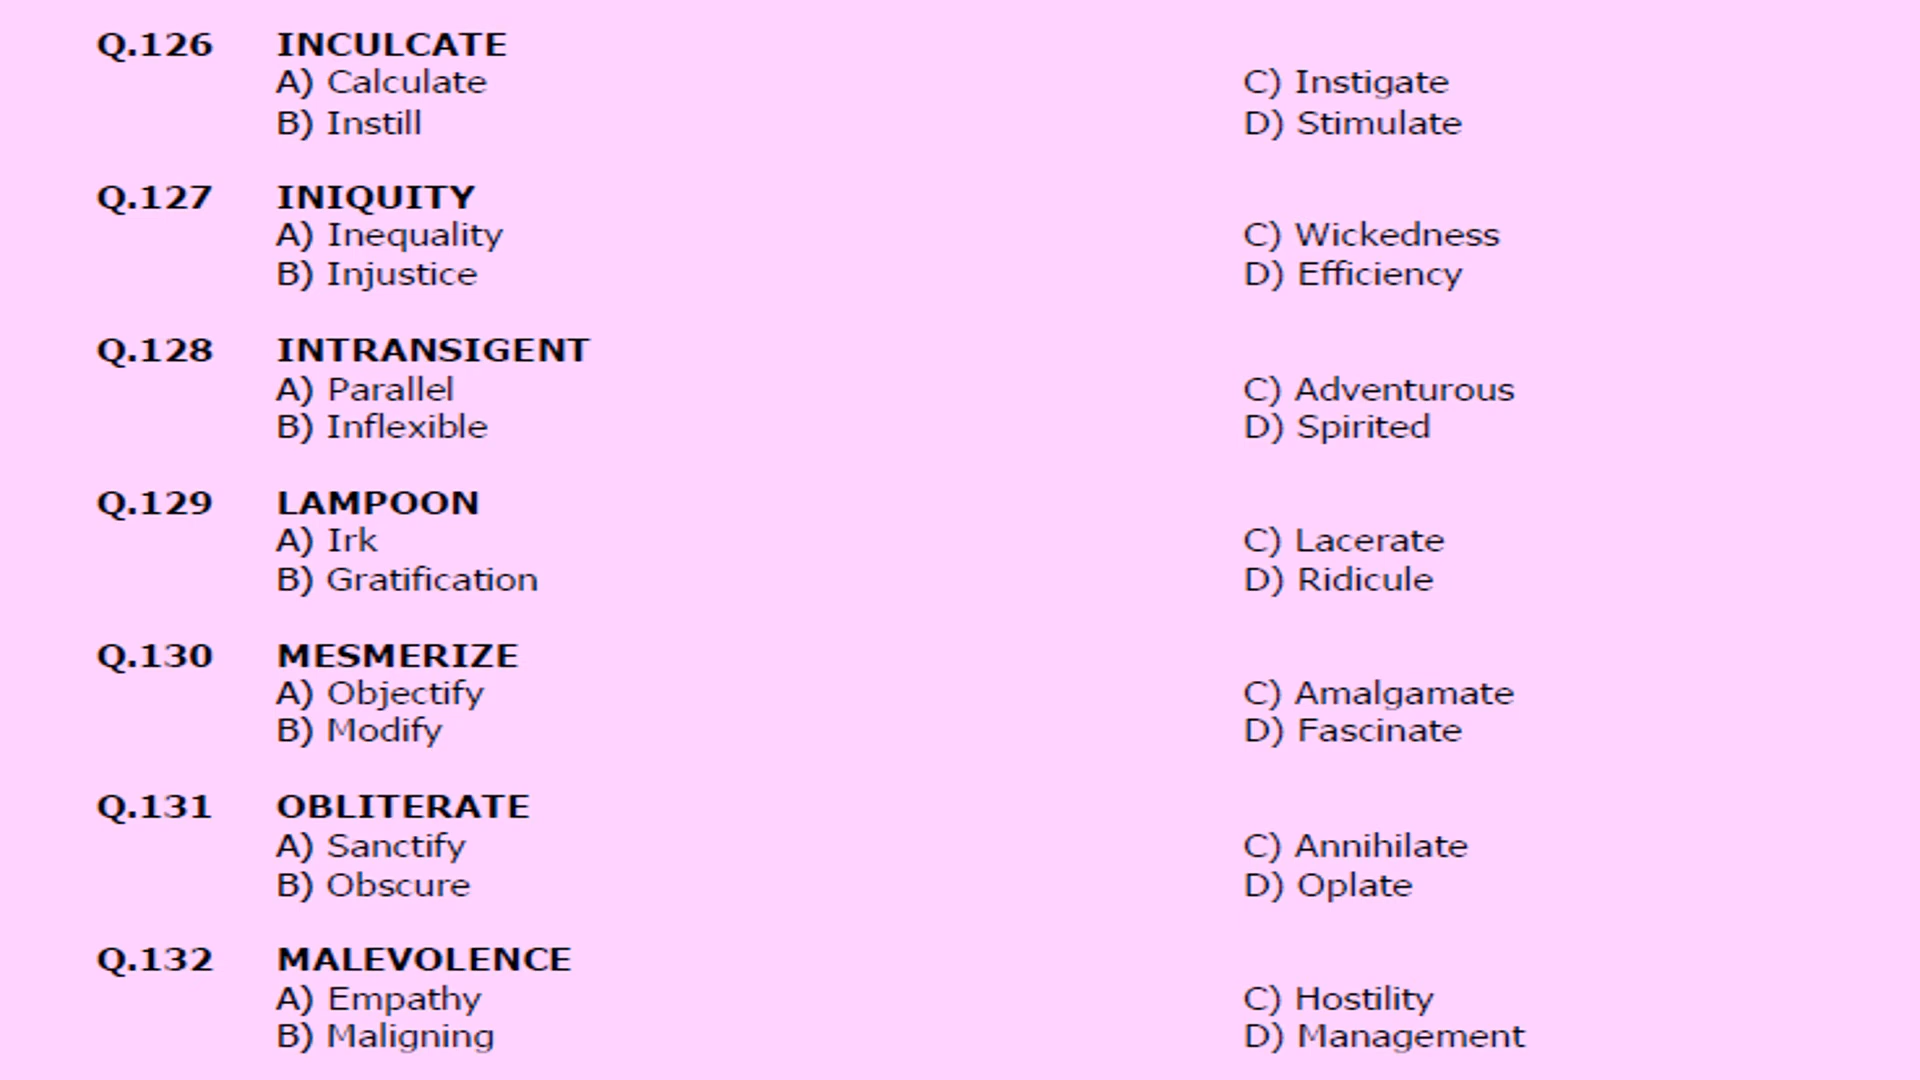 Q.126 INCULCATE
A) Calculate C) Instigate
B) Instill D) Stimulate
Q.127 INIQUITY
A) Inequality C) Wickedness
B) Injustice D) Efficiency
Q.128 INTRANSIGENT
A) Parallel C) Adventurous
B) Inflexible D) Spirited
Q.129 LAMPOON
A) Irk C) Lacerate
B) Gratification D) Ridicule
Q.130 MESMERIZE
A) Objectify C) Amalgamate
B) Modify D) Fascinate
Q.131 OBLITERATE
A) Sanctify C) Annihilate
B) Obscure D) Oplate
Q.132 MALEVOLENCE
A) Empathy C) Hostility
B) Maligning D) Management